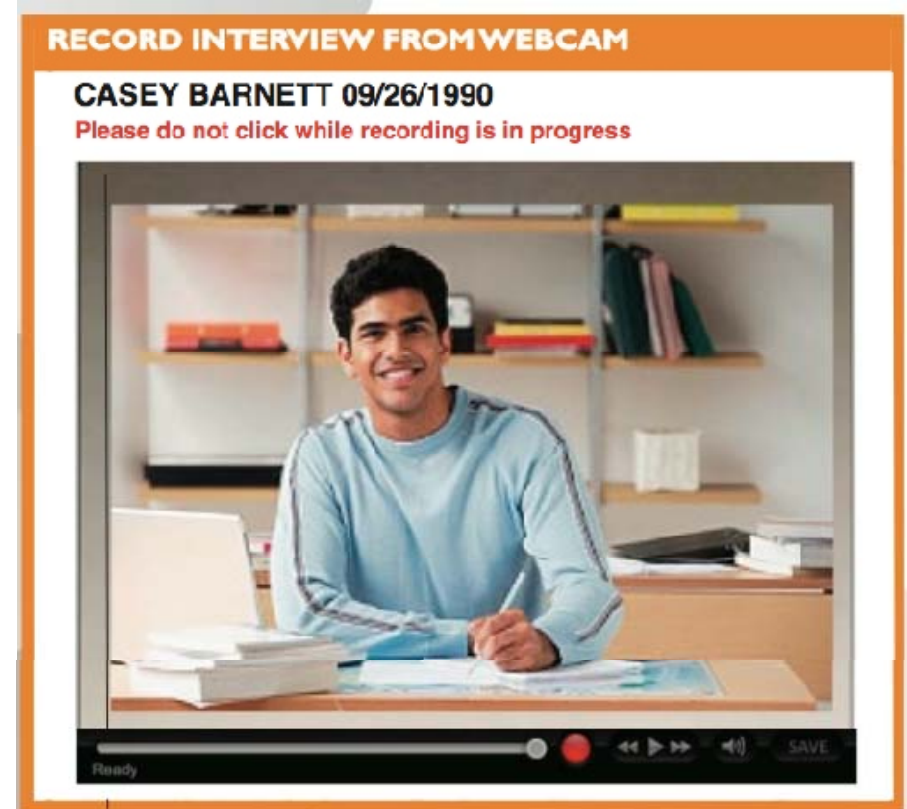 RECORD INTERVIEW FROM WEBCAM
CASEY BARNETT 09/26/1990
Please do not click while recording is in progress
Ready
SAVE